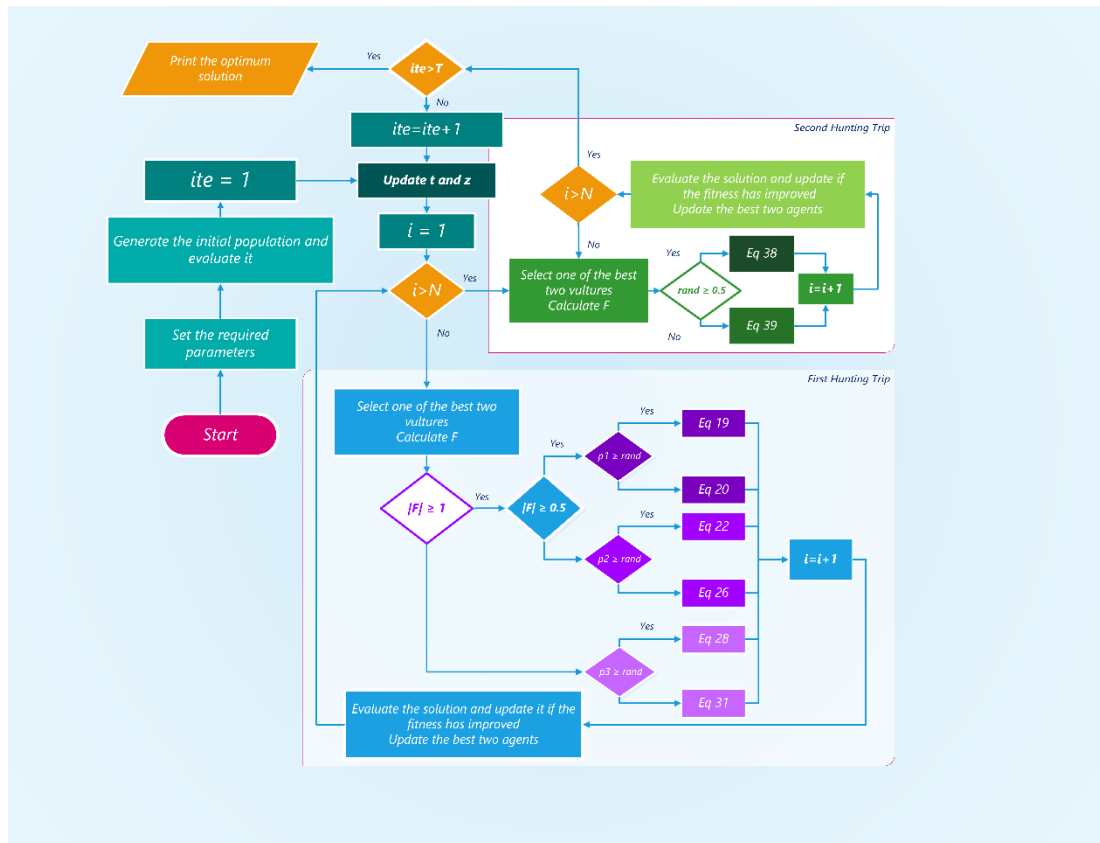 Print the optimum
solution
Yes
ite>T
No
ite=ite+1
Second Hunting Trip
ite = 1
Update t and z
Yes
i>N
Evaluate the solution and update if
the fitness has improved
Update the best two agents
Generate the initial population and
evaluate it
i = 1
No
Yes
Eq 38
i>N
Yes
Select one of the best
two vultures
Calculate F
rand ≥ 0.5
i=i+1
Set the required
parameters
No
No
Eq 39
First Hunting Trip
Start
Select one of the best two
vultures
Calculate F
Yes
Eq 19
Yes
p1 ≥ rand
Eq 20
|F| ≥ 1
Yes
|F| ≥ 0.5
Yes
Eq 22
p2 ≥ rand
i=i+1
Eq 26
Yes
Eq 28
p3 ≥ rand
Eq 31
Evaluate the solution and update it if the
fitness has improved
Update the best two agents